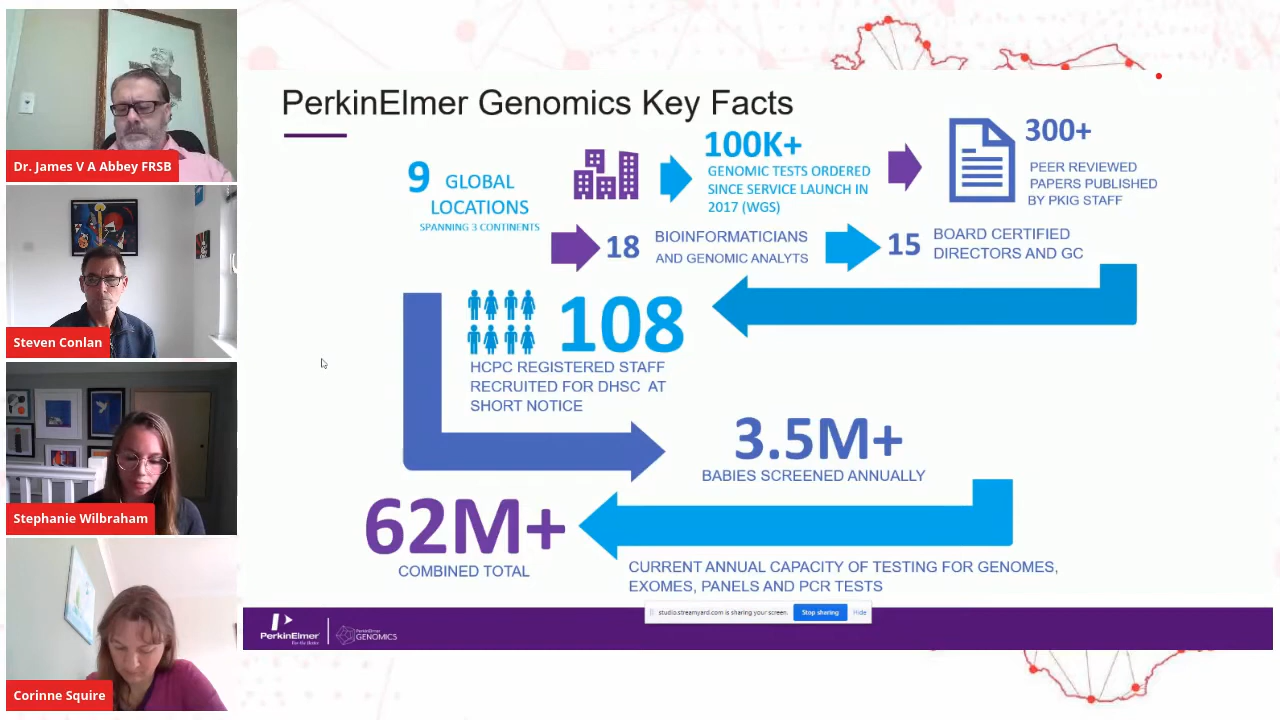 Dr. James V A Abbey FRSB
Steven Conlan
Stephanie Wilbraham
Corinne Squire
PerkinElmer Genomics Key Facts
9 GLOBAL
LOCATIONS
SPANNING 3 CONTINENTS
100K+
GENOMIC TESTS ORDERED
SINCE SERVICE LAUNCH IN
2017 (WGS)
300+
PEER REVIEWED
PAPERS PUBLISHED
BY PKIG STAFF
18 BIOINFORMATICIANS
AND GENOMIC ANALYTS
15 BOARD CERTIFIED
DIRECTORS AND GC
108
HCPC REGISTERED STAFF
RECRUITED FOR DHSC AT
SHORT NOTICE
3.5M+
BABIES SCREENED ANNUALLY
62M+
COMBINED TOTAL
CURRENT ANNUAL CAPACITY OF TESTING FOR GENOMES,
EXOMES, PANELS AND PCR TESTS
studio.streamyard.com is sharing your screen. Stop sharing Hide
PerkinElmer
For the Better
PerkinElmer
GENOMICS